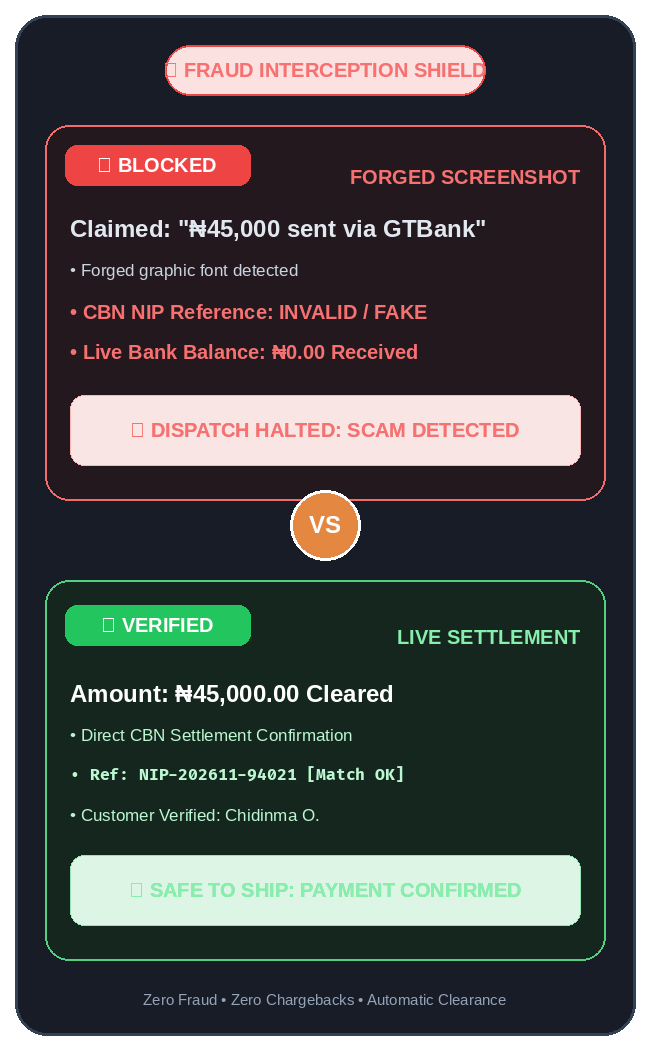 FRAUD INTERCEPTION SHIELD
BLOCKED
FORGED SCREENSHOT
Claimed: "₦45,000 sent via GTBank"
• Forged graphic font detected
• CBN NIP Reference: INVALID / FAKE
• Live Bank Balance: ₦0.00 Received
DISPATCH HALTED: SCAM DETECTED
VS
VERIFIED
LIVE SETTLEMENT
Amount: ₦45,000.00 Cleared
• Direct CBN Settlement Confirmation
• Ref: NIP-202611-94021 [Match OK]
• Customer Verified: Chidinma O.
SAFE TO SHIP: PAYMENT CONFIRMED
Zero Fraud • Zero Chargebacks • Automatic Clearance